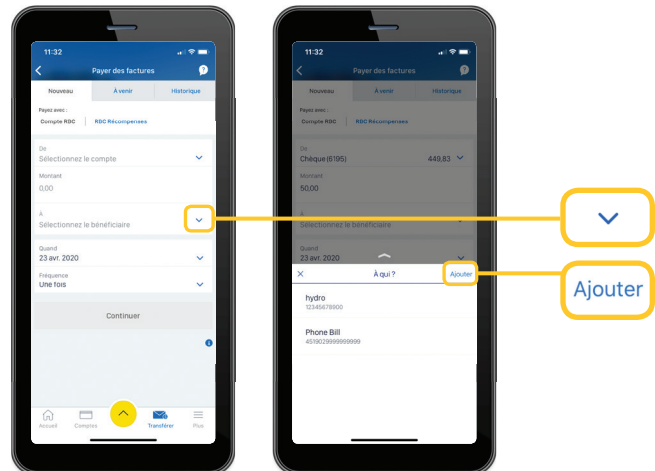 11:32
Payer des factures
?
Nouveau À venir Historique
Payez avec :
Compte RBC RBC Récompenses
De
Sélectionnez le compte
Montant
0,00
À
Sélectionnez le bénéficiaire
Quand
23 avr. 2020
Fréquence
Une fois
Continuer
i
Accueil Comptes Transférer Plus
11:32
Payer des factures
?
Nouveau À venir Historique
Payez avec :
Compte RBC RBC Récompenses
De
Chèque (6195) 449,83
Montant
50,00
À
Sélectionnez le bénéficiaire
Quand
23 avr. 2020
À qui ? Ajouter
hydro
12345678900
Phone Bill
4519029999999999
Ajouter